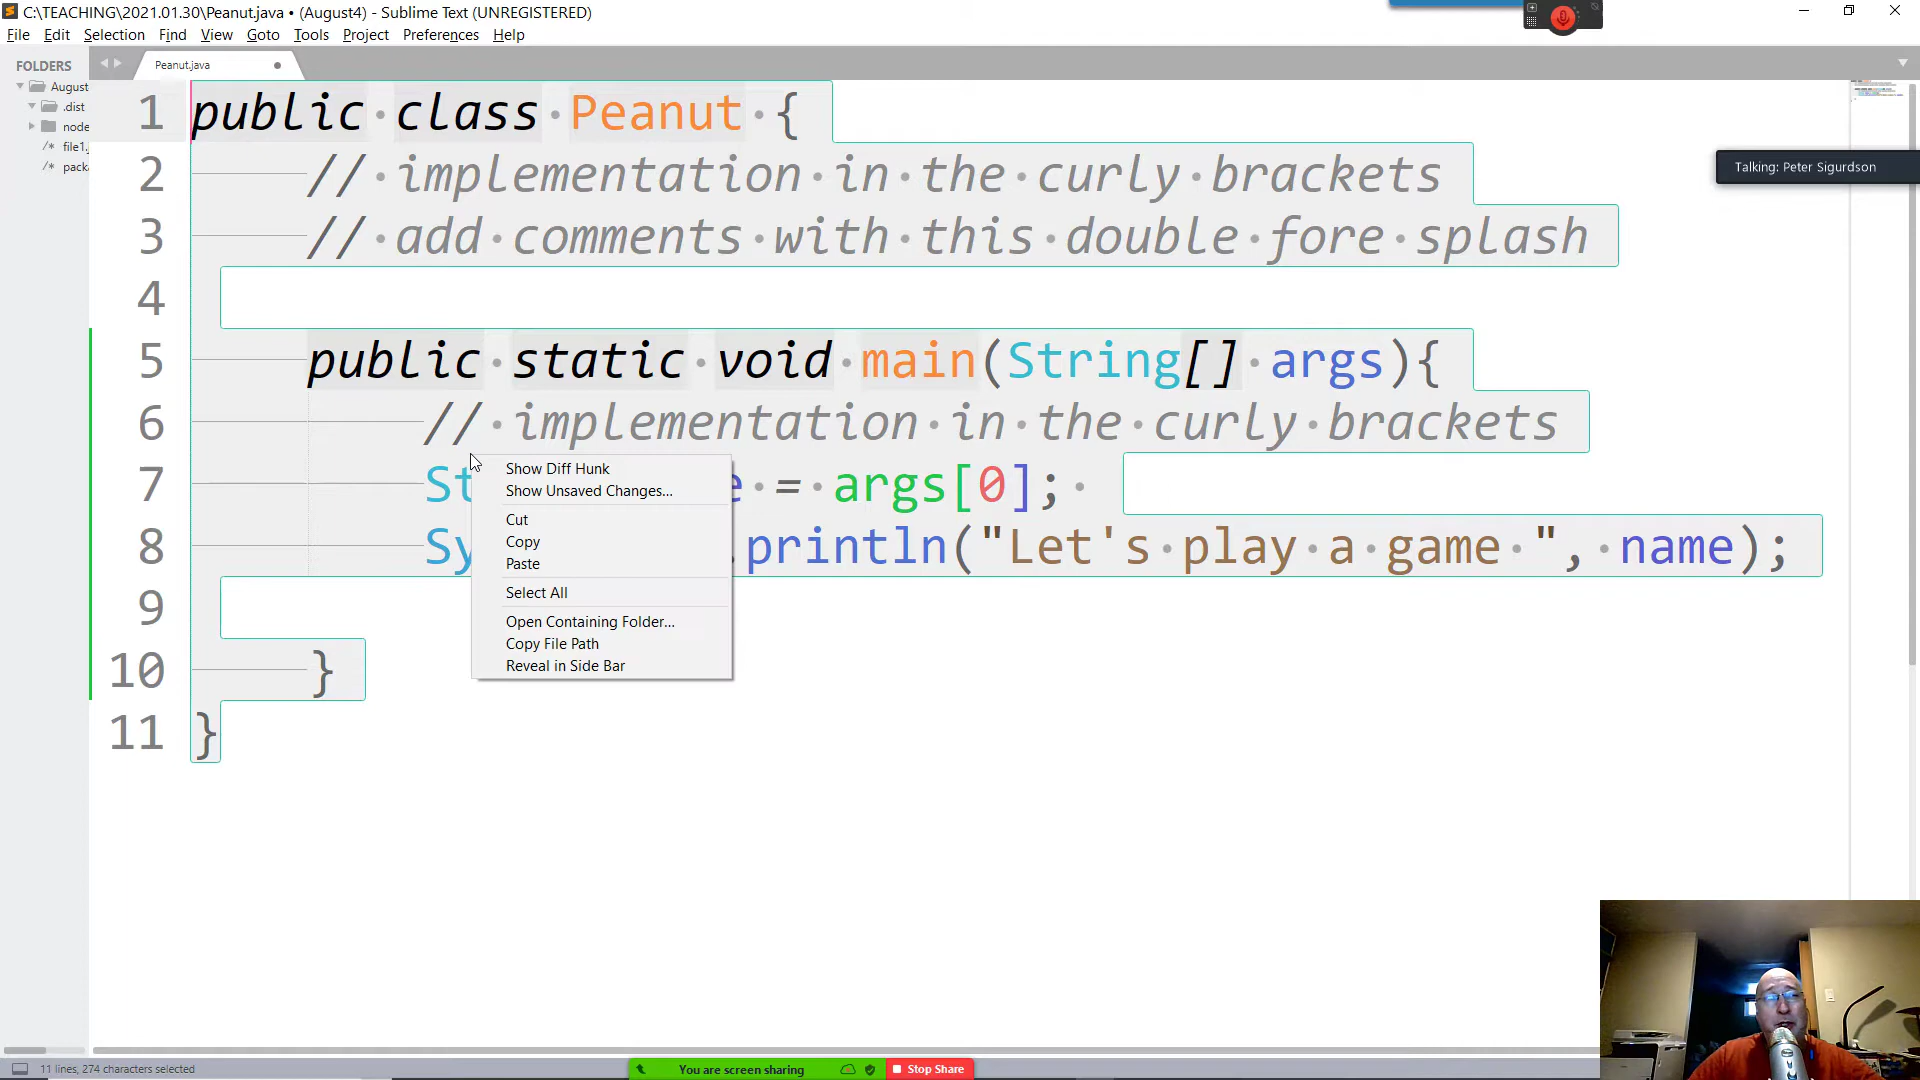 C:\TEACHING\2021.01.30\Peanut.java • (August4) - Sublime Text (UNREGISTERED)
File Edit Selection Find View Goto Tools Project Preferences Help
FOLDERS
August
.dist
node
file1.
packa
Peanut.java
Talking: Peter Sigurdson
1 public class Peanut {
2 // implementation in the curly brackets
3 // add comments with this double fore splash
4
5 public static void main(String[] args){
6 // implementation in the curly brackets
7 St e = args[0];
8 Sy .println("Let's play a game ", name);
9
10 }
11 }
Show Diff Hunk
Show Unsaved Changes...
Cut
Copy
Paste
Select All
Open Containing Folder...
Copy File Path
Reveal in Side Bar
11 lines, 274 characters selected
You are screen sharing
Stop Share